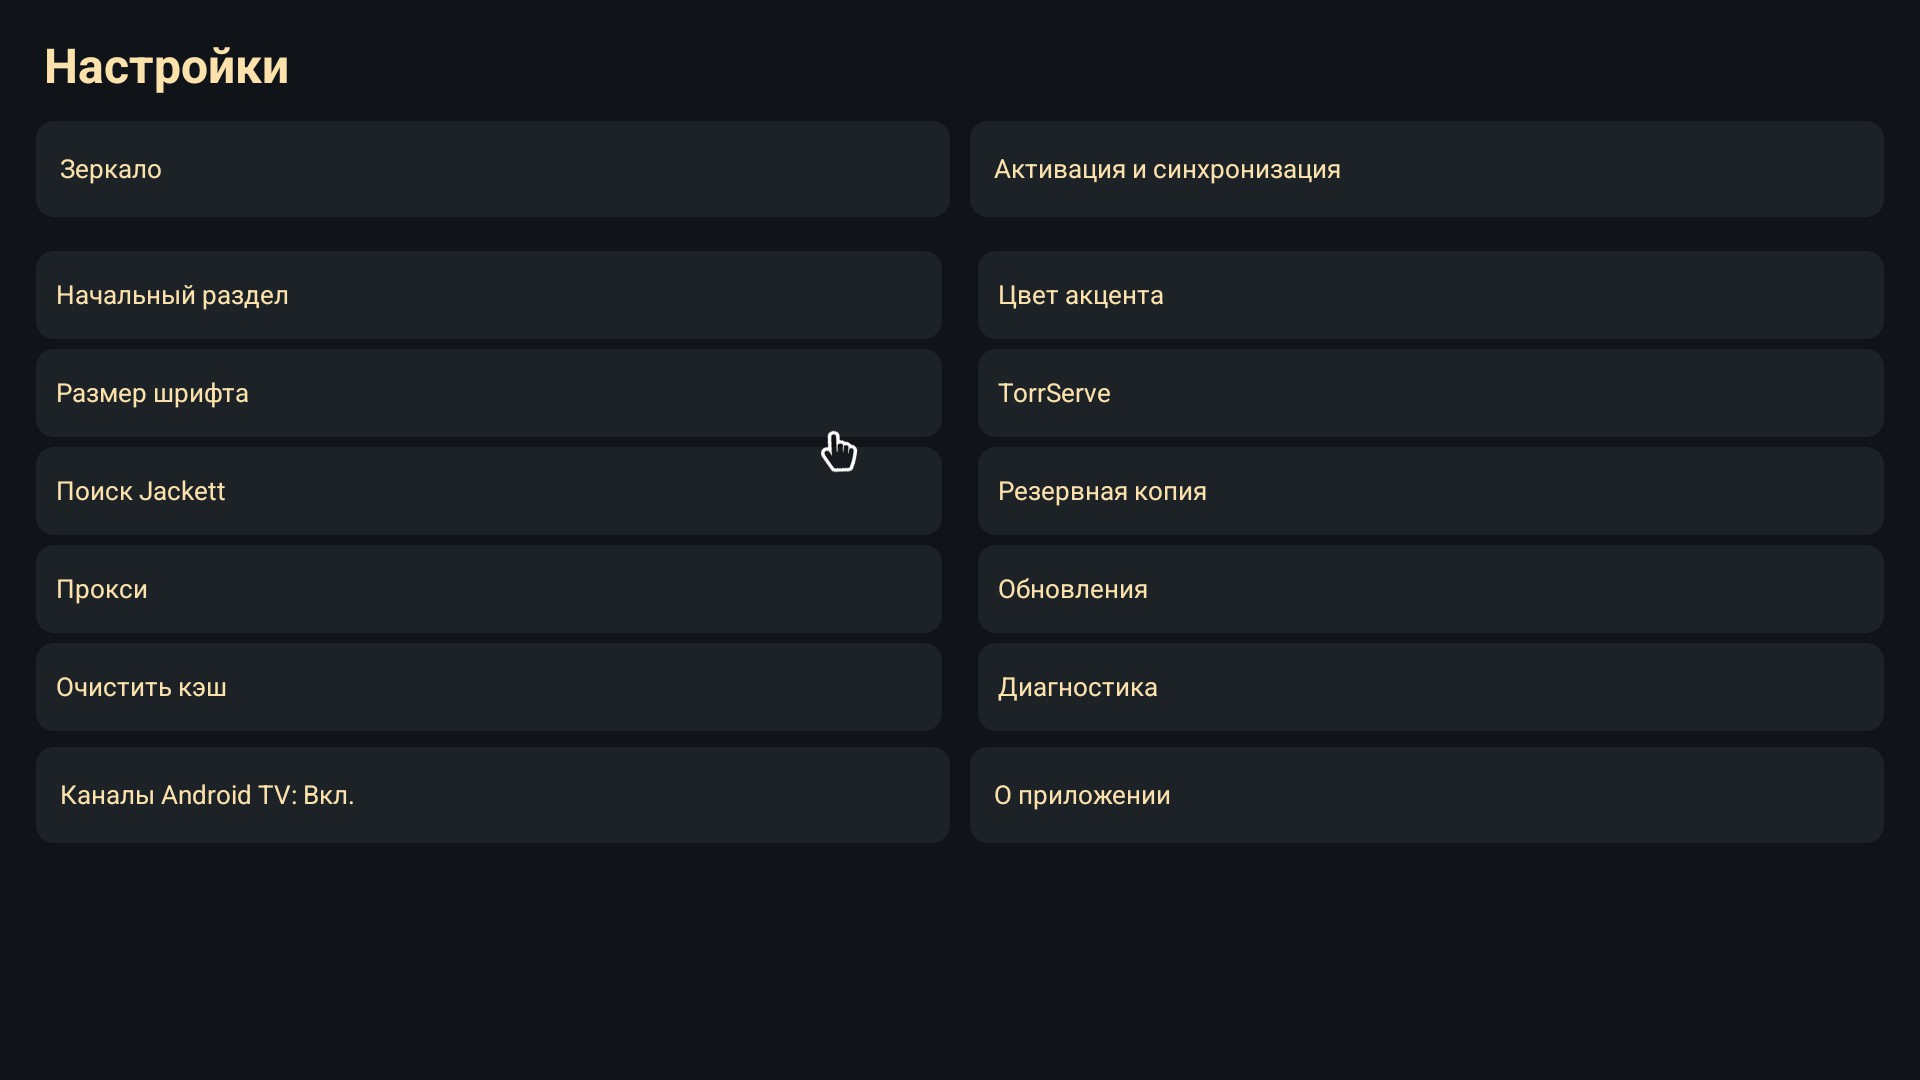 Настройки
Зеркало
Активация и синхронизация
Начальный раздел
Цвет акцента
Размер шрифта
TorrServe
Поиск Jackett
Резервная копия
Прокси
Обновления
Очистить кэш
Диагностика
Каналы Android TV: Вкл.
О приложении